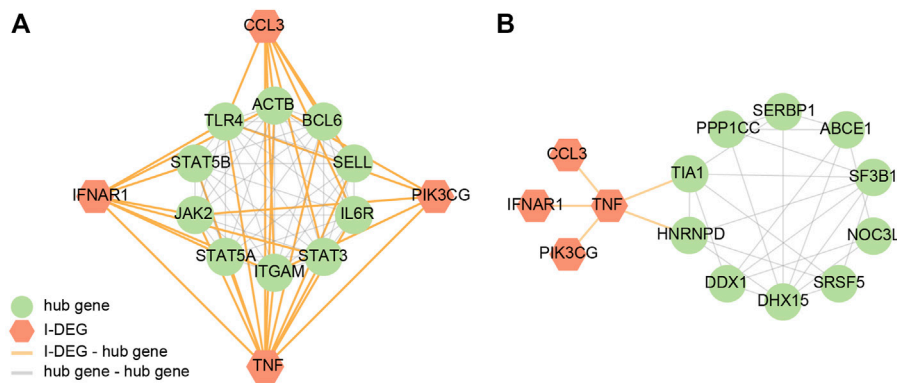 A
CCL3
ACTB
TLR4
BCL6
STAT5B
SELL
IFNAR1
PIK3CG
JAK2
IL6R
STAT5A
STAT3
ITGAM
TNF
hub gene
I-DEG
I-DEG - hub gene
hub gene - hub gene
B
SERBP1
PPP1CC
ABCE1
CCL3
TIA1
SF3B1
IFNAR1
TNF
HNRNPD
NOC3L
PIK3CG
DDX1
SRSF5
DHX15